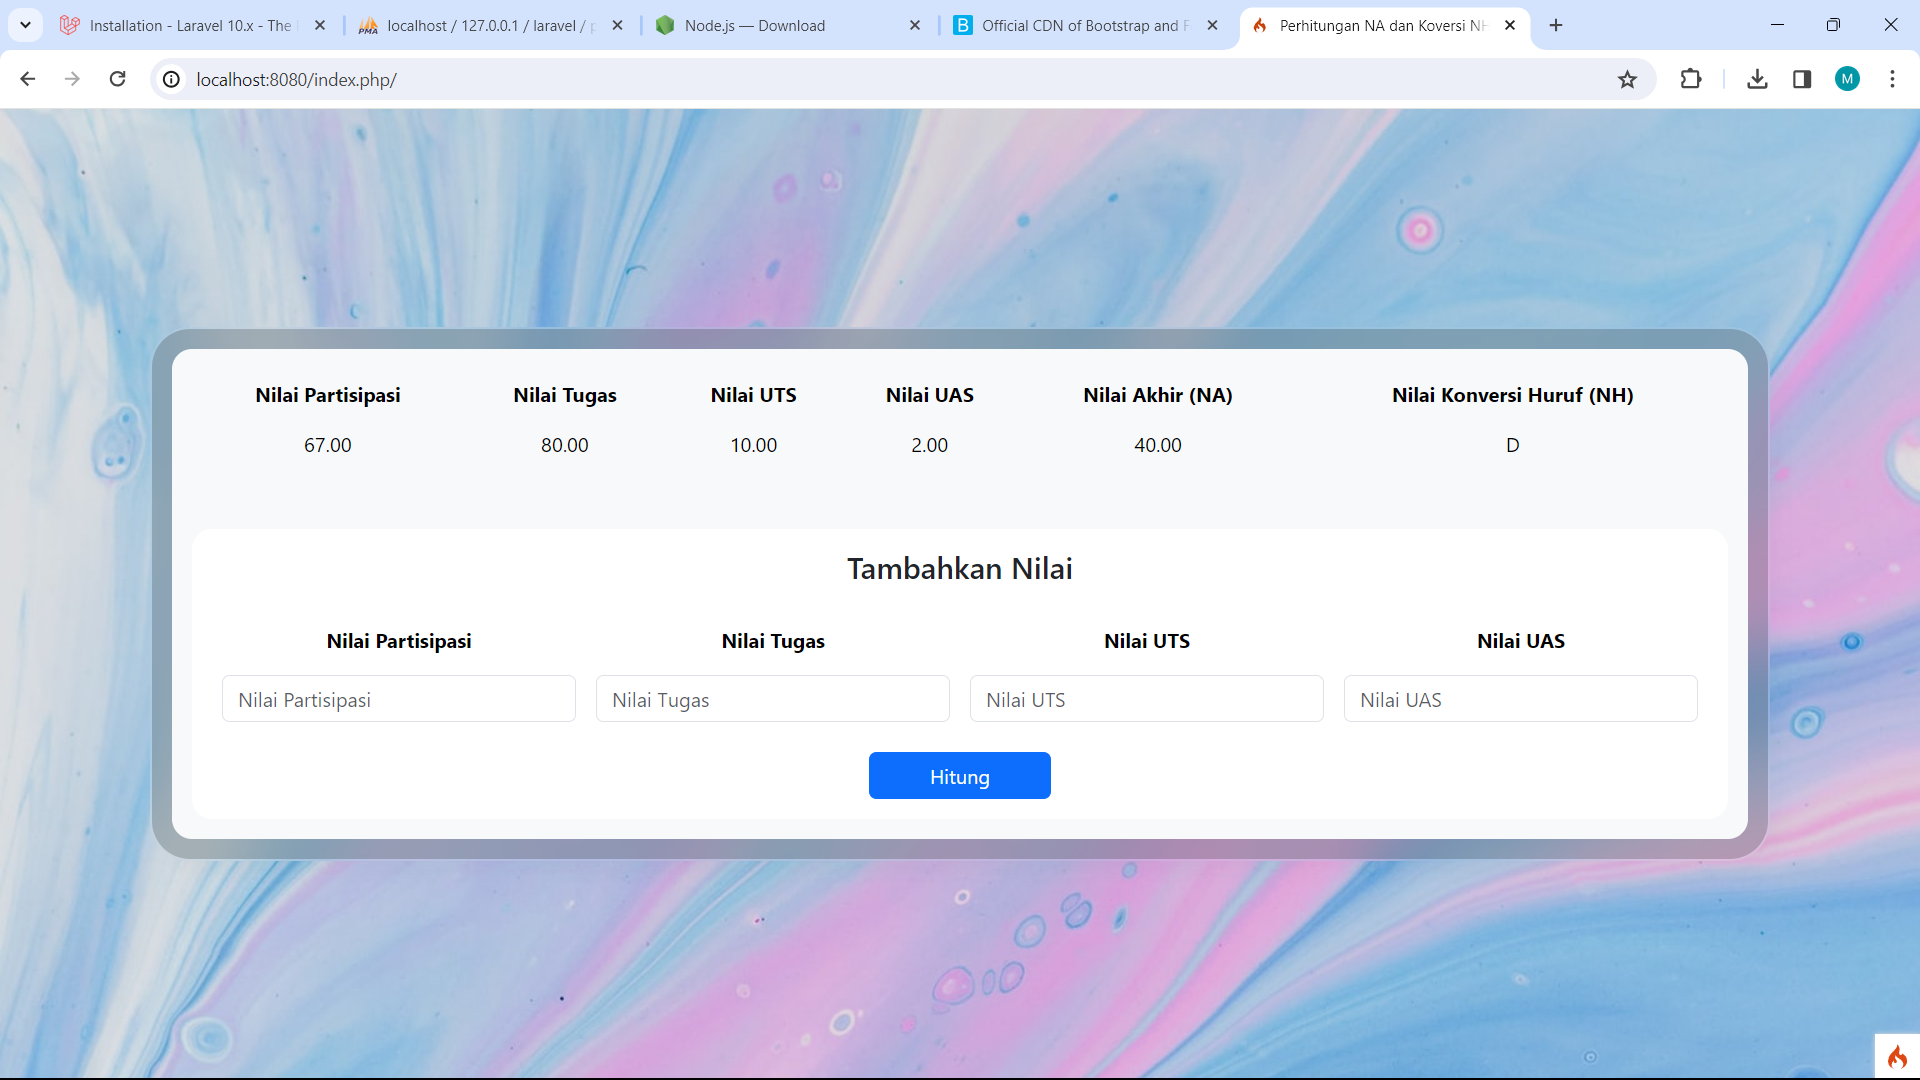 Installation - Laravel 10.x - The
localhost / 127.0.0.1 / laravel / p
Node.js — Download
B
Official CDN of Bootstrap and F
Perhitungan NA dan Koversi NH
PMA
localhost:8080/index.php/
M
Nilai Partisipasi Nilai Tugas Nilai UTS Nilai UAS Nilai Akhir (NA) Nilai Konversi Huruf (NH)
67.00 80.00 10.00 2.00 40.00 D
Tambahkan Nilai
Nilai Partisipasi Nilai Tugas Nilai UTS Nilai UAS
Nilai Partisipasi Nilai Tugas Nilai UTS Nilai UAS
Hitung